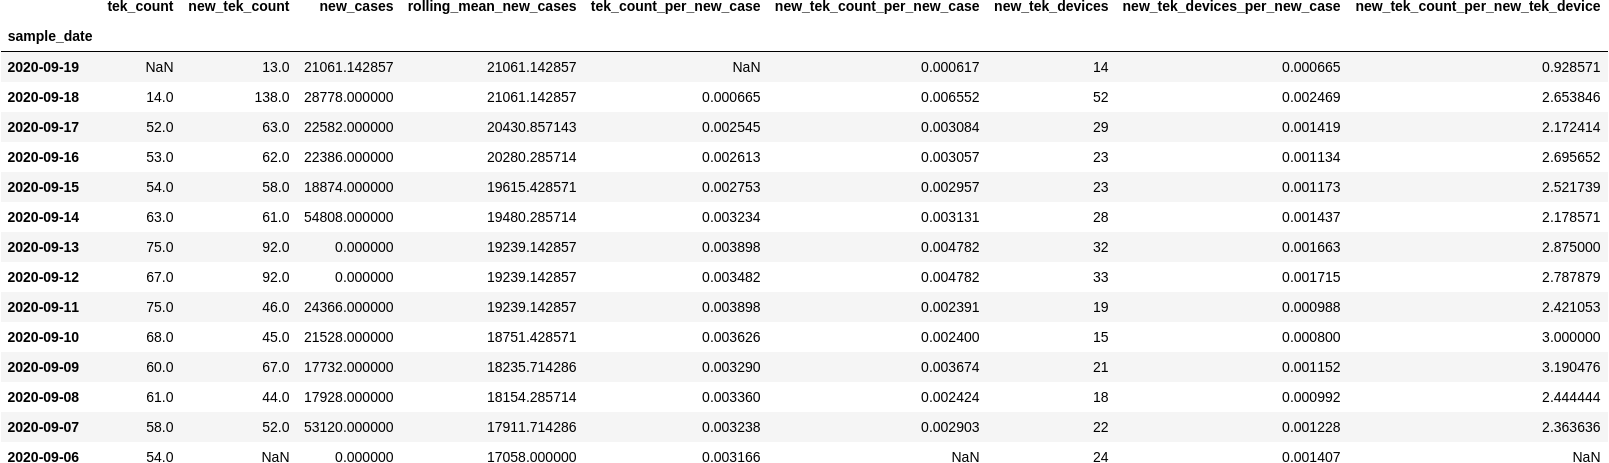 tek_count new_tek_count new_cases rolling_mean_new_cases tek_count_per_new_case new_tek_count_per_new_case new_tek_devices new_tek_devices_per_new_case new_tek_count_per_new_tek_device
sample_date
2020-09-19 NaN 13.0 21061.142857 21061.142857 NaN 0.000617 14 0.000665 0.928571
2020-09-18 14.0 138.0 28778.000000 21061.142857 0.000665 0.006552 52 0.002469 2.653846
2020-09-17 52.0 63.0 22582.000000 20430.857143 0.002545 0.003084 29 0.001419 2.172414
2020-09-16 53.0 62.0 22386.000000 20280.285714 0.002613 0.003057 23 0.001134 2.695652
2020-09-15 54.0 58.0 18874.000000 19615.428571 0.002753 0.002957 23 0.001173 2.521739
2020-09-14 63.0 61.0 54808.000000 19480.285714 0.003234 0.003131 28 0.001437 2.178571
2020-09-13 75.0 92.0 0.000000 19239.142857 0.003898 0.004782 32 0.001663 2.875000
2020-09-12 67.0 92.0 0.000000 19239.142857 0.003482 0.004782 33 0.001715 2.787879
2020-09-11 75.0 46.0 24366.000000 19239.142857 0.003898 0.002391 19 0.000988 2.421053
2020-09-10 68.0 45.0 21528.000000 18751.428571 0.003626 0.002400 15 0.000800 3.000000
2020-09-09 60.0 67.0 17732.000000 18235.714286 0.003290 0.003674 21 0.001152 3.190476
2020-09-08 61.0 44.0 17928.000000 18154.285714 0.003360 0.002424 18 0.000992 2.444444
2020-09-07 58.0 52.0 53120.000000 17911.714286 0.003238 0.002903 22 0.001228 2.363636
2020-09-06 54.0 NaN 0.000000 17058.000000 0.003166 NaN 24 0.001407 NaN